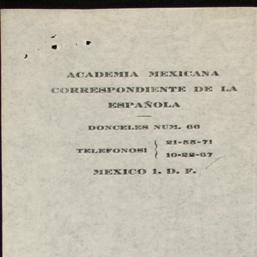 ACADEMIA MEXICANA
CORRESPONDIENTE DE LA
ESPAÑOLA
DONCELES NUM. 66
TELEFONOS: { 21-55-71
10-22-67
MEXICO 1, D. F.